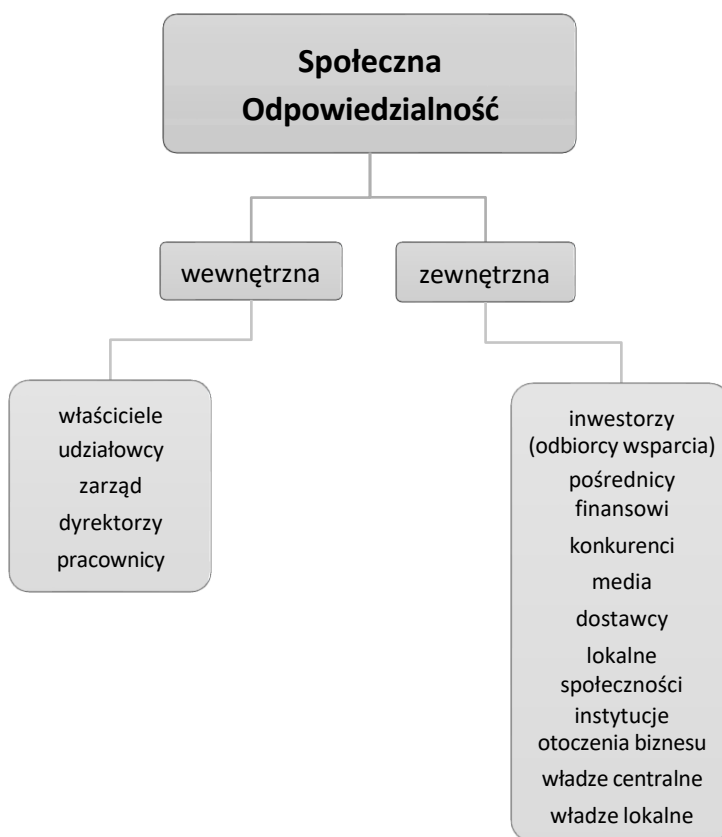 Społeczna
Odpowiedzialność
wewnętrzna
zewnętrzna
właściciele
udziałowcy
zarząd
dyrektorzy
pracownicy
inwestorzy
(odbiorcy wsparcia)
pośrednicy
finansowi
konkurenci
media
dostawcy
lokalne
społeczności
instytucje
otoczenia biznesu
władze centralne
władze lokalne